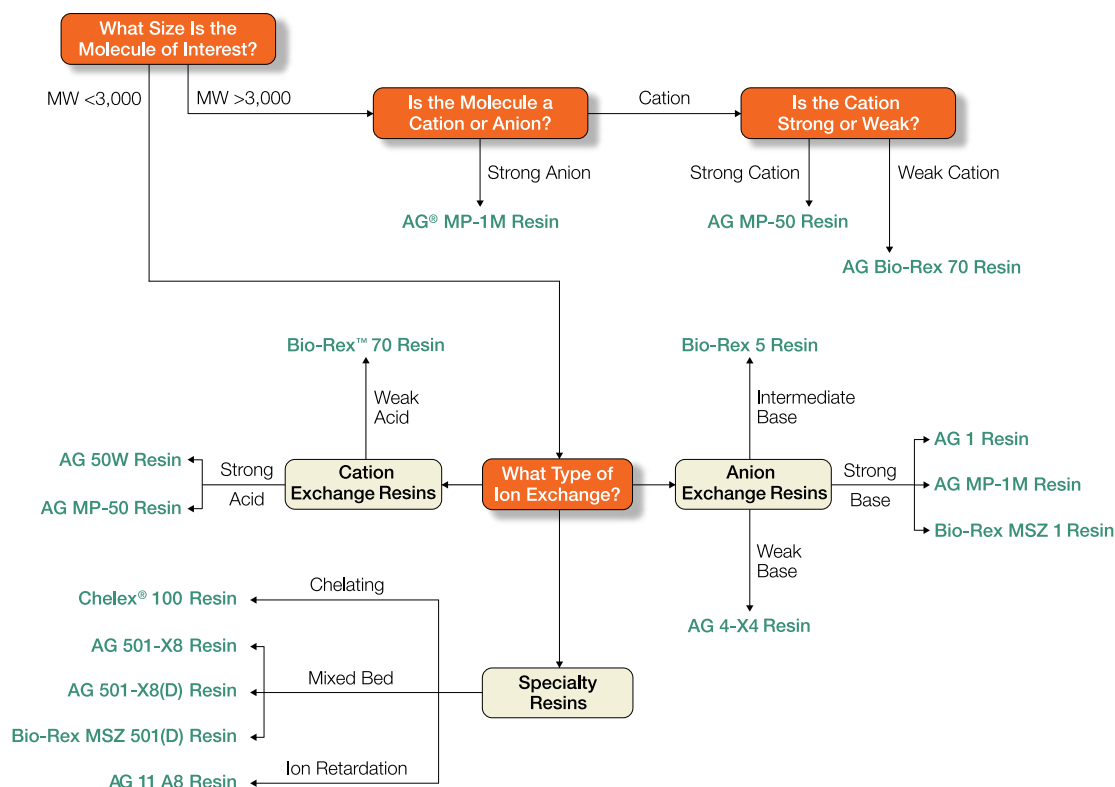 What Size Is the
Molecule of Interest?
MW <3,000
MW >3,000
Is the Molecule a
Cation or Anion?
Cation
Is the Cation
Strong or Weak?
Strong Anion
Strong Cation
Weak Cation
AG® MP-1M Resin
AG MP-50 Resin
AG Bio-Rex 70 Resin
Bio-Rex™ 70 Resin
Bio-Rex 5 Resin
Weak
Acid
Intermediate
Base
AG 50W Resin
AG MP-50 Resin
Strong
Acid
Cation
Exchange Resins
What Type of
Ion Exchange?
Anion
Exchange Resins
Strong
Base
AG 1 Resin
AG MP-1M Resin
Bio-Rex MSZ 1 Resin
Weak
Base
AG 4-X4 Resin
Chelating
Chelex® 100 Resin
AG 501-X8 Resin
Mixed Bed
AG 501-X8(D) Resin
Bio-Rex MSZ 501(D) Resin
Specialty
Resins
Ion Retardation
AG 11 A8 Resin